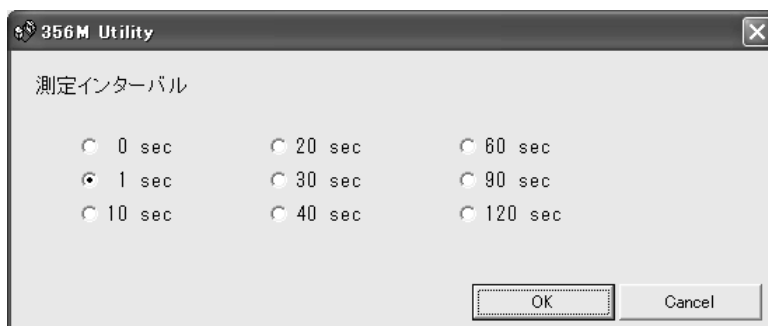 356M Utility
測定インターバル
0 sec
20 sec
60 sec
1 sec
30 sec
90 sec
10 sec
40 sec
120 sec
OK
Cancel